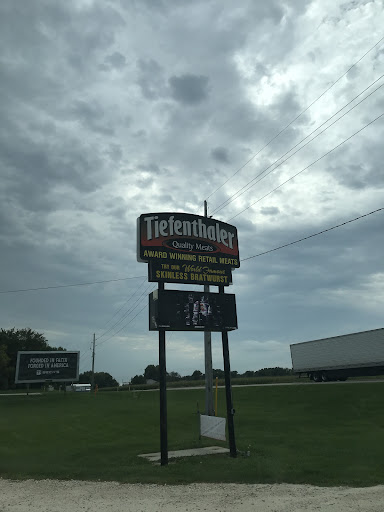 Tiefenthaler
Quality Meats
AWARD WINNING RETAIL MEATS
TRY OUR World Famous
SKINLESS BRATWURST
FOUNDED IN FAITH
FORGED IN AMERICA